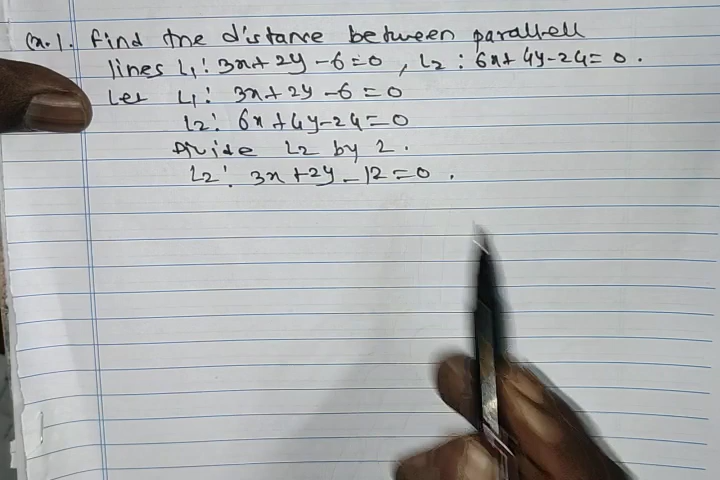 Ex.1. find the distance between parallell
lines L1: 3x+2y-6=0, L2: 6x+4y-24=0.
Let L1: 3x+2y-6=0
L2: 6x+4y-24=0
Divide L2 by 2.
L2: 3x+2y-12=0.